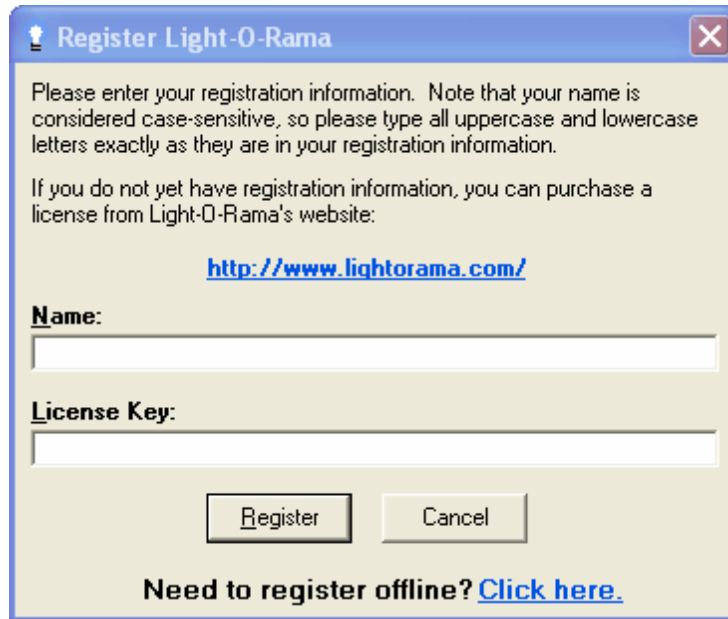 Register Light-O-Rama
Please enter your registration information. Note that your name is
considered case-sensitive, so please type all uppercase and lowercase
letters exactly as they are in your registration information.
If you do not yet have registration information, you can purchase a
license from Light-O-Rama's website:
http://www.lightorama.com/
Name:
License Key:
Register Cancel
Need to register offline? Click here.